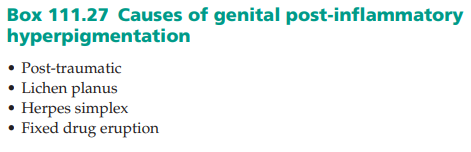 Box 111.27 Causes of genital post-inflammatory
hyperpigmentation
• Post-traumatic
• Lichen planus
• Herpes simplex
• Fixed drug eruption